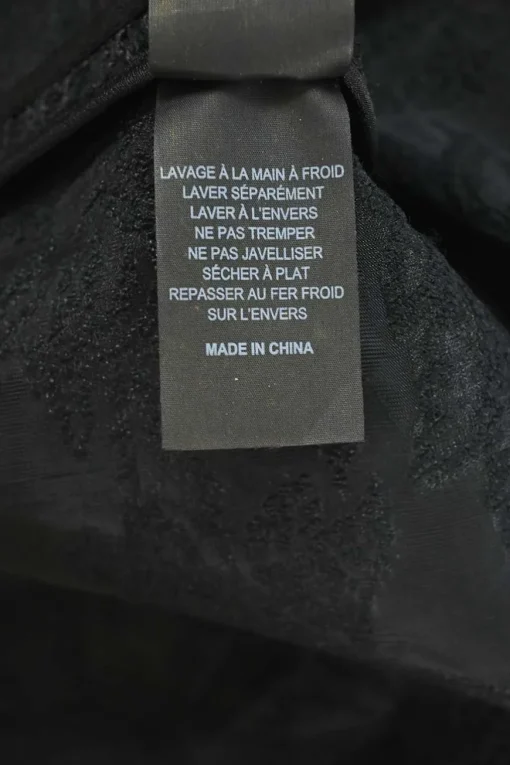 LAVAGE À LA MAIN À FROID
LAVER SÉPARÉMENT
LAVER À L'ENVERS
NE PAS TREMPER
NE PAS JAVELLISER
SÉCHER À PLAT
REPASSER AU FER FROID
SUR L'ENVERS
MADE IN CHINA